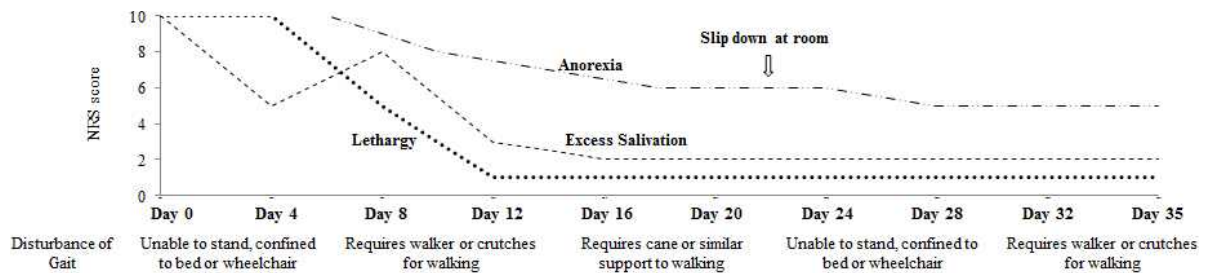 10
8
6
4
2
0
NRS score
Slip down at room
Anorexia
Lethargy
Excess Salivation
Day 0 Day 4 Day 8 Day 12 Day 16 Day 20 Day 24 Day 28 Day 32 Day 35
Disturbance of
Gait
Unable to stand, confined
to bed or wheelchair
Requires walker or crutches
for walking
Requires cane or similar
support to walking
Unable to stand, confined to
bed or wheelchair
Requires walker or crutches
for walking